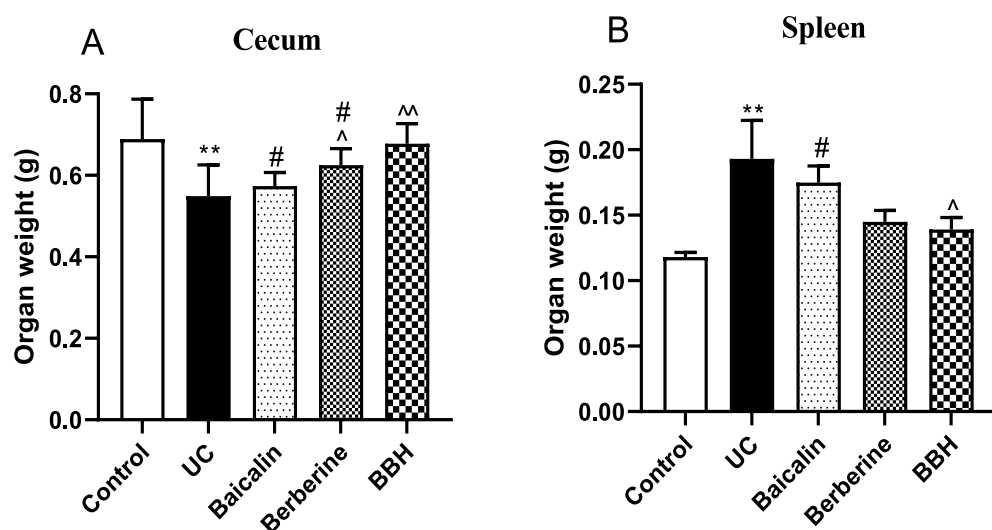 A
Cecum
Organ weight (g)
0.8
0.6
0.4
0.2
0.0
**
#
#
^
^^
Control
UC
Baicalin
Berberine
BBH
B
Spleen
Organ weight (g)
0.25
0.20
0.15
0.10
0.05
0.00
**
#
^
Control
UC
Baicalin
Berberine
BBH